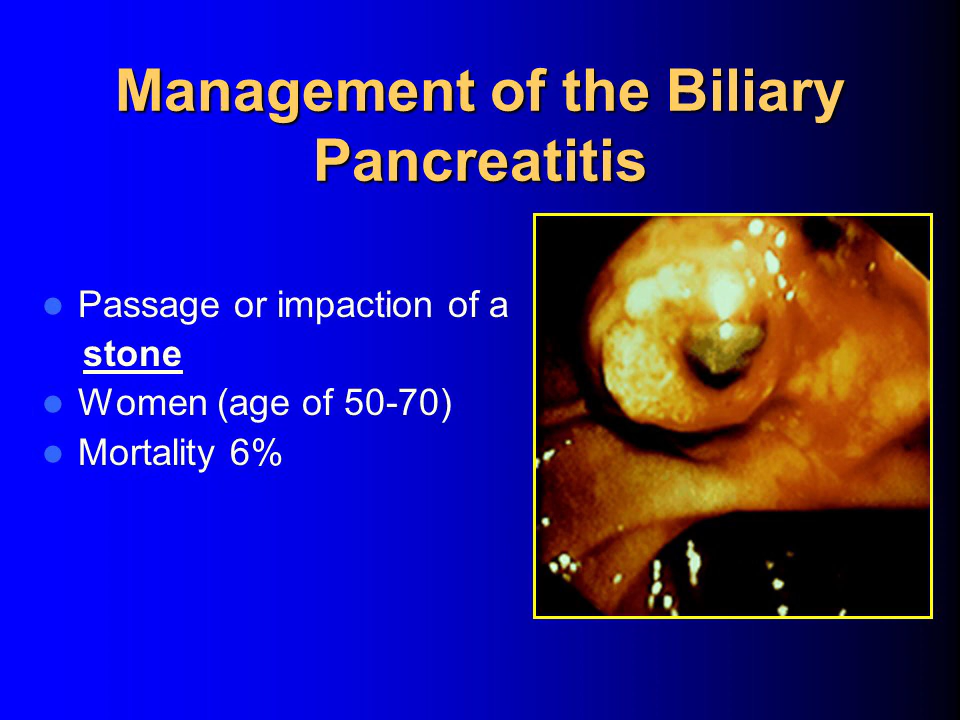 Management of the Biliary
Pancreatitis
Passage or impaction of a
stone
Women (age of 50-70)
Mortality 6%